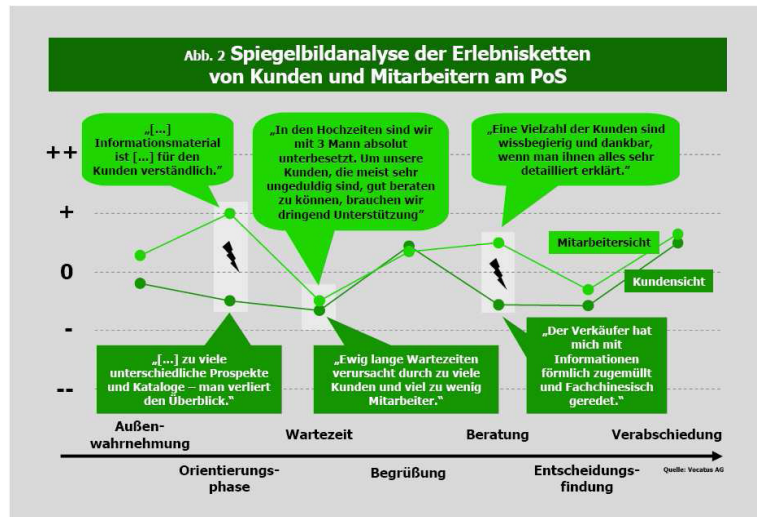 Abb. 2 Spiegelbildanalyse der Erlebnisketten
von Kunden und Mitarbeitern am PoS
„[...]
Informationsmaterial
ist [...] für den
Kunden verständlich.”
„In den Hochzeiten sind wir
mit 3 Mann absolut
unterbesetzt. Um unsere
Kunden, die meist sehr
ungeduldig sind, gut beraten
zu können, brauchen wir
dringend Unterstützung”
„Eine Vielzahl der Kunden sind
wissbegierig und dankbar,
wenn man ihnen alles sehr
detailliert erklärt.”
++
+
0
-
--
Mitarbeitersicht
Kundensicht
„[...] zu viele
unterschiedliche Prospekte
und Kataloge – man verliert
den Überblick.“
„Ewig lange Wartezeiten
verursacht durch zu viele
Kunden und viel zu wenig
Mitarbeiter.“
„Der Verkäufer hat
mich mit
Informationen
förmlich zugemüllt
und Fachchinesisch
geredet.“
Außen-
wahrnehmung
Orientierungs-
phase
Wartezeit
Begrüßung
Beratung
Entscheidungs-
findung
Verabschiedung
Quelle: Vocatus AG